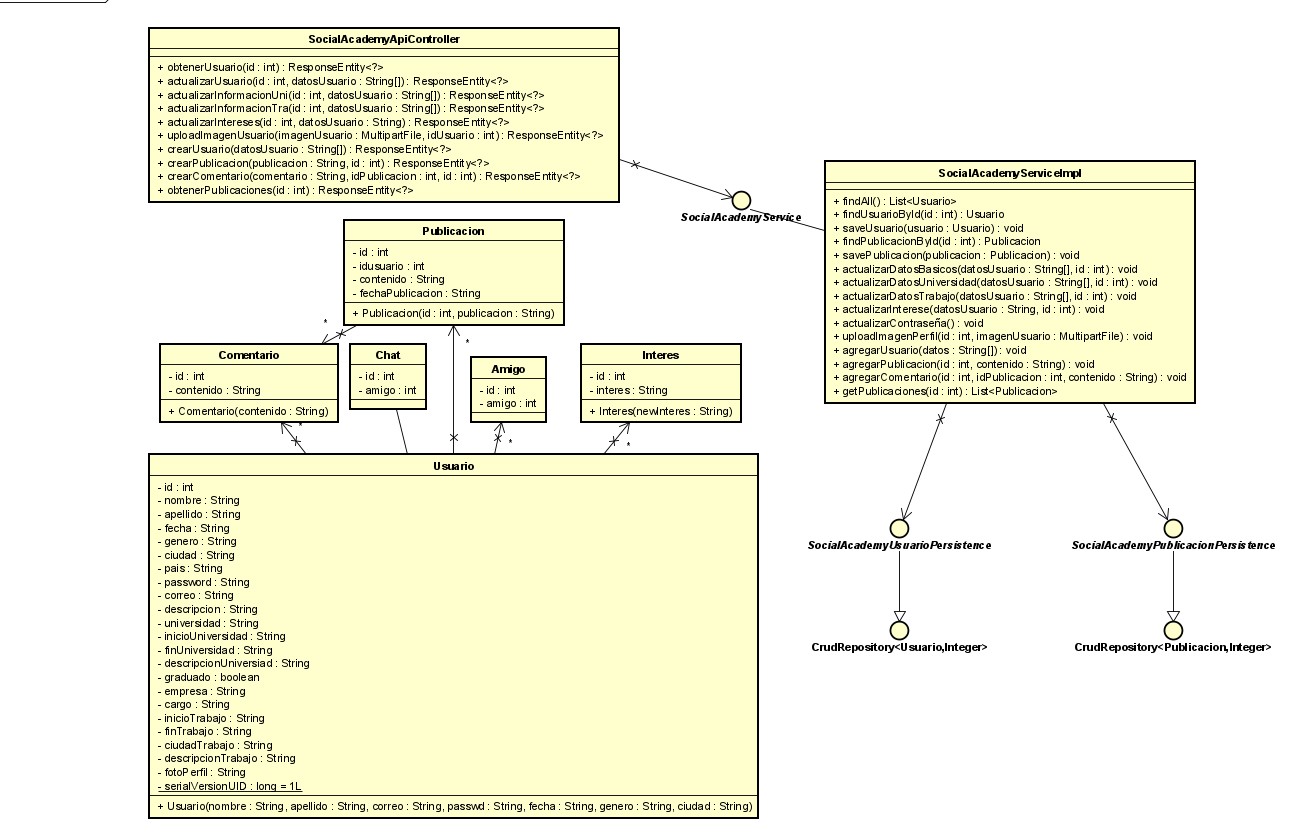 SocialAcademyApiController
+ obtenerUsuario(id : int) : ResponseEntity<?>
+ actualizarUsuario(id : int, datosUsuario : String[]) : ResponseEntity<?>
+ actualizarInformacionUni(id : int, datosUsuario : String[]) : ResponseEntity<?>
+ actualizarInformacionTra(id : int, datosUsuario : String[]) : ResponseEntity<?>
+ actualizarIntereses(id : int, datosUsuario : String) : ResponseEntity<?>
+ uploadImagenUsuario(imagenUsuario : MultipartFile, idUsuario : int) : ResponseEntity<?>
+ crearUsuario(datosUsuario : String[]) : ResponseEntity<?>
+ crearPublicacion(publicacion : String, id : int) : ResponseEntity<?>
+ crearComentario(comentario : String, idPublicacion : int, id : int) : ResponseEntity<?>
+ obtenerPublicaciones(id : int) : ResponseEntity<?>
SocialAcademyService
SocialAcademyServiceImpl
+ findAll() : List<Usuario>
+ findUsuarioById(id : int) : Usuario
+ saveUsuario(usuario : Usuario) : void
+ findPublicacionById(id : int) : Publicacion
+ savePublicacion(publicacion : Publicacion) : void
+ actualizarDatosBasicos(datosUsuario : String[], id : int) : void
+ actualizarDatosUniversidad(datosUsuario : String[], id : int) : void
+ actualizarDatosTrabajo(datosUsuario : String[], id : int) : void
+ actualizarInterese(datosUsuario : String, id : int) : void
+ actualizarContraseña() : void
+ uploadImagenPerfil(id : int, imagenUsuario : MultipartFile) : void
+ agregarUsuario(datos : String[]) : void
+ agregarPublicacion(id : int, contenido : String) : void
+ agregarComentario(id : int, idPublicacion : int, contenido : String) : void
+ getPublicaciones(id : int) : List<Publicacion>
Publicacion
- id : int
- idusuario : int
- contenido : String
- fechaPublicacion : String
+ Publicacion(id : int, publicacion : String)
*
*
Comentario
- id : int
- contenido : String
+ Comentario(contenido : String)
*
Chat
- id : int
- amigo : int
Amigo
- id : int
- amigo : int
*
Interes
- id : int
- interes : String
+ Interes(newInteres : String)
*
Usuario
- id : int
- nombre : String
- apellido : String
- fecha : String
- genero : String
- ciudad : String
- pais : String
- password : String
- correo : String
- descripcion : String
- universidad : String
- inicioUniversidad : String
- finUniversidad : String
- descripcionUniversiad : String
- graduado : boolean
- empresa : String
- cargo : String
- inicioTrabajo : String
- finTrabajo : String
- ciudadTrabajo : String
- descripcionTrabajo : String
- fotoPerfil : String
- serialVersionUID : long = 1L
+ Usuario(nombre : String, apellido : String, correo : String, passwd : String, fecha : String, genero : String, ciudad : String)
SocialAcademyUsuarioPersistence
SocialAcademyPublicacionPersistence
CrudRepository<Usuario,Integer>
CrudRepository<Publicacion,Integer>